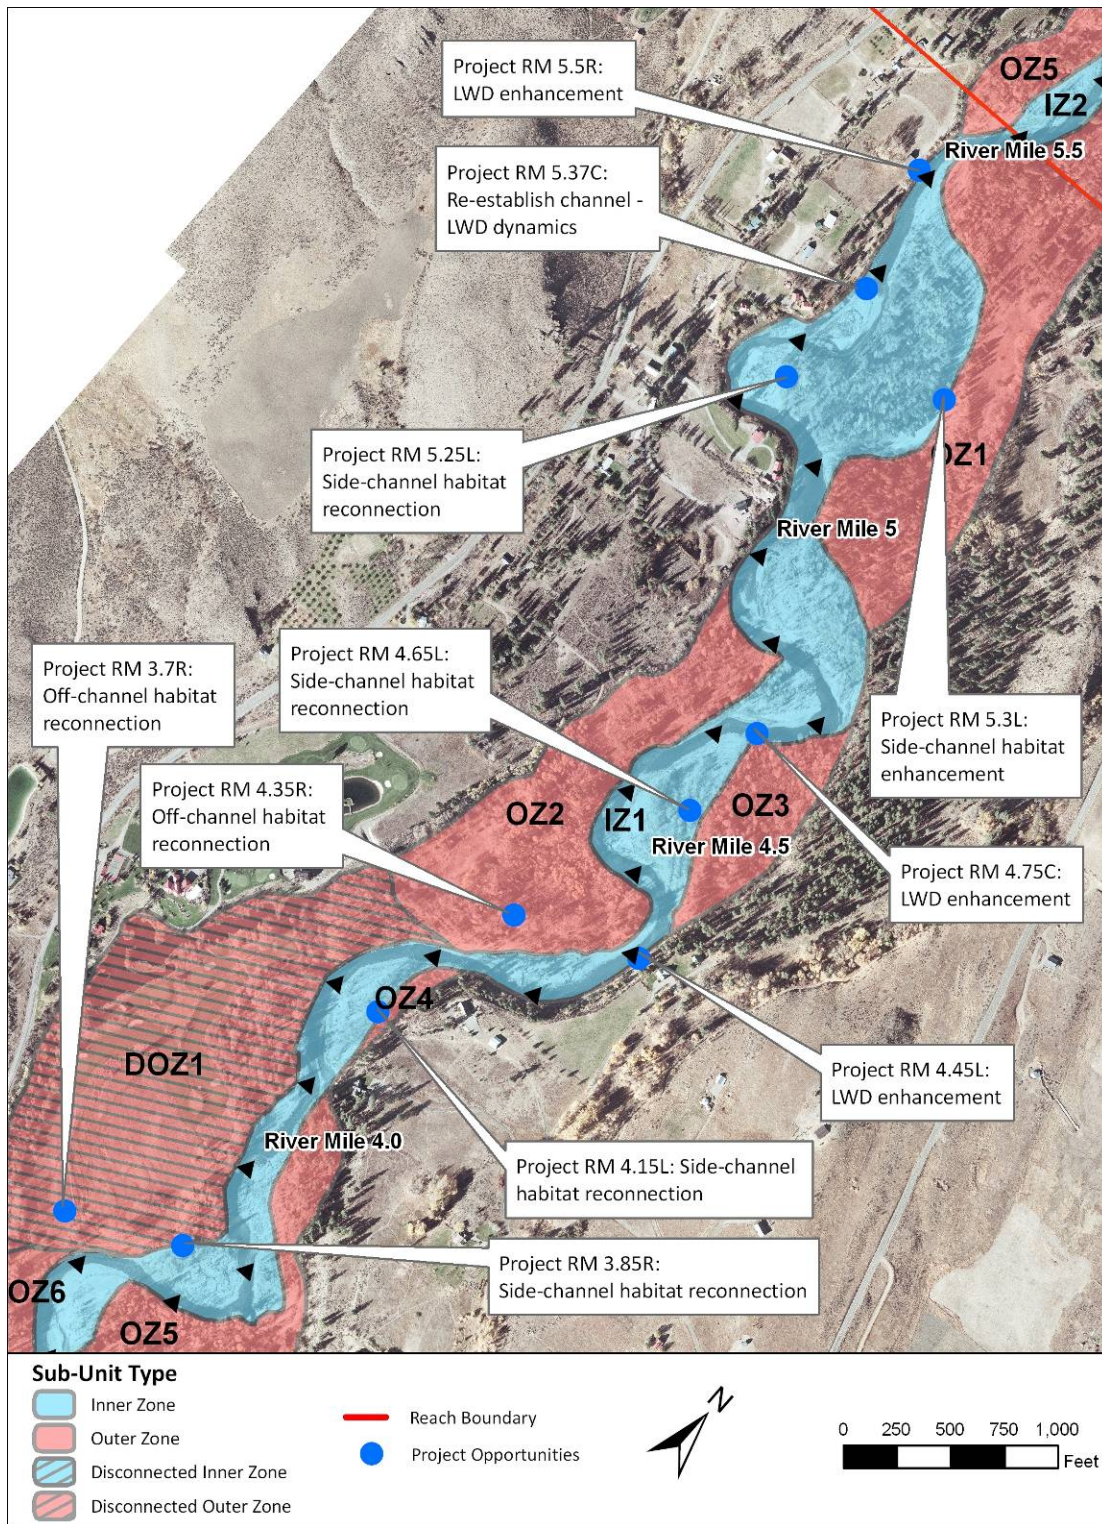 Project RM 5.5R:
LWD enhancement
OZ5
IZ2
River Mile 5.5
Project RM 5.37C:
Re-establish channel -
LWD dynamics
Project RM 5.25L:
Side-channel habitat
reconnection
OZ1
River Mile 5
Project RM 3.7R:
Off-channel habitat
reconnection
Project RM 4.65L:
Side-channel habitat
reconnection
Project RM 5.3L:
Side-channel habitat
enhancement
Project RM 4.35R:
Off-channel habitat
reconnection
OZ2
IZ1
OZ3
River Mile 4.5
Project RM 4.75C:
LWD enhancement
OZ4
DOZ1
Project RM 4.45L:
LWD enhancement
River Mile 4.0
Project RM 4.15L: Side-channel
habitat reconnection
Project RM 3.85R:
Side-channel habitat reconnection
OZ6
OZ5
Sub-Unit Type
Inner Zone
Outer Zone
Disconnected Inner Zone
Disconnected Outer Zone
Reach Boundary
Project Opportunities
N
0 250 500 750 1,000
Feet